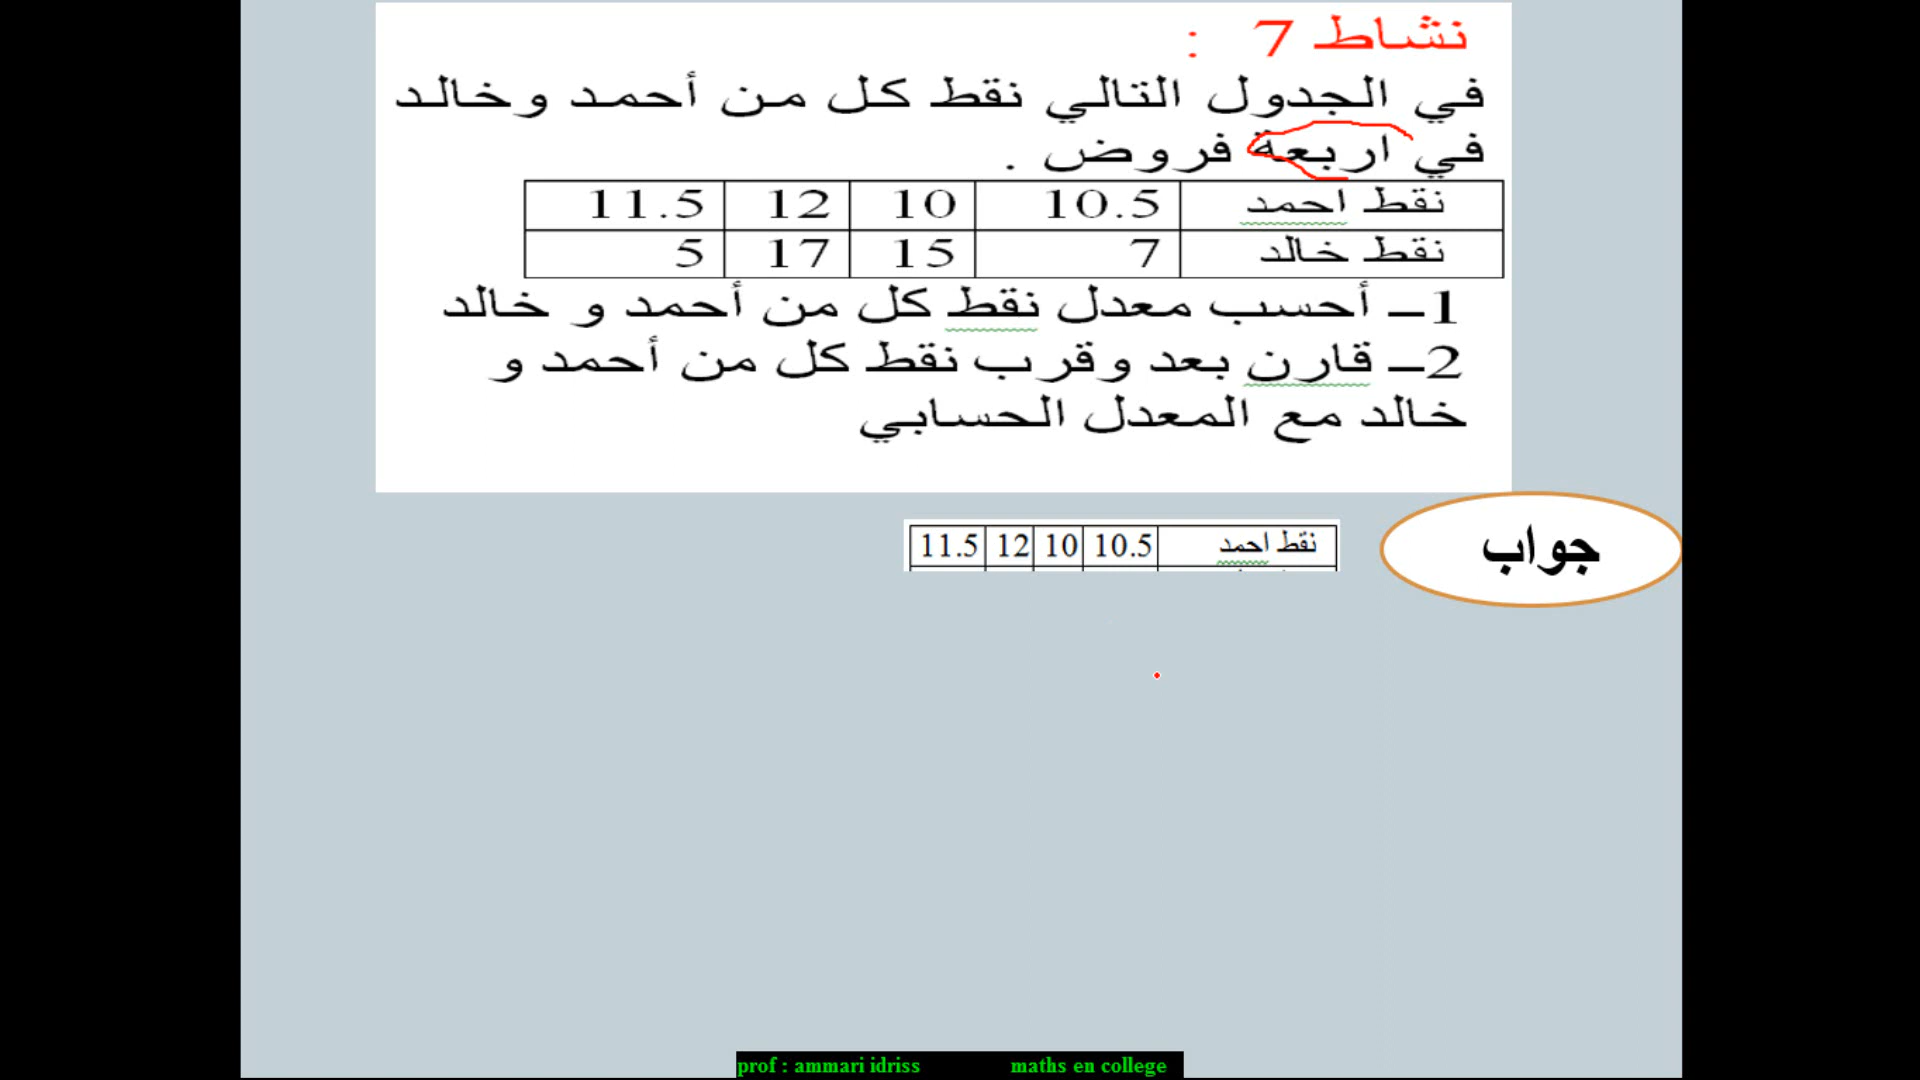 نشاط 7 :
في الجدول التالي نقط كل من أحمد وخالد
في اربعة فروض .
نقط احمد 10.5 10 12 11.5
نقط خالد 7 15 17 5
1– أحسب معدل نقط كل من أحمد و خالد
2– قارن بعد وقرب نقط كل من أحمد و
خالد مع المعدل الحسابي
جواب
نقط احمد 10.5 10 12 11.5
prof : ammari idriss maths en college